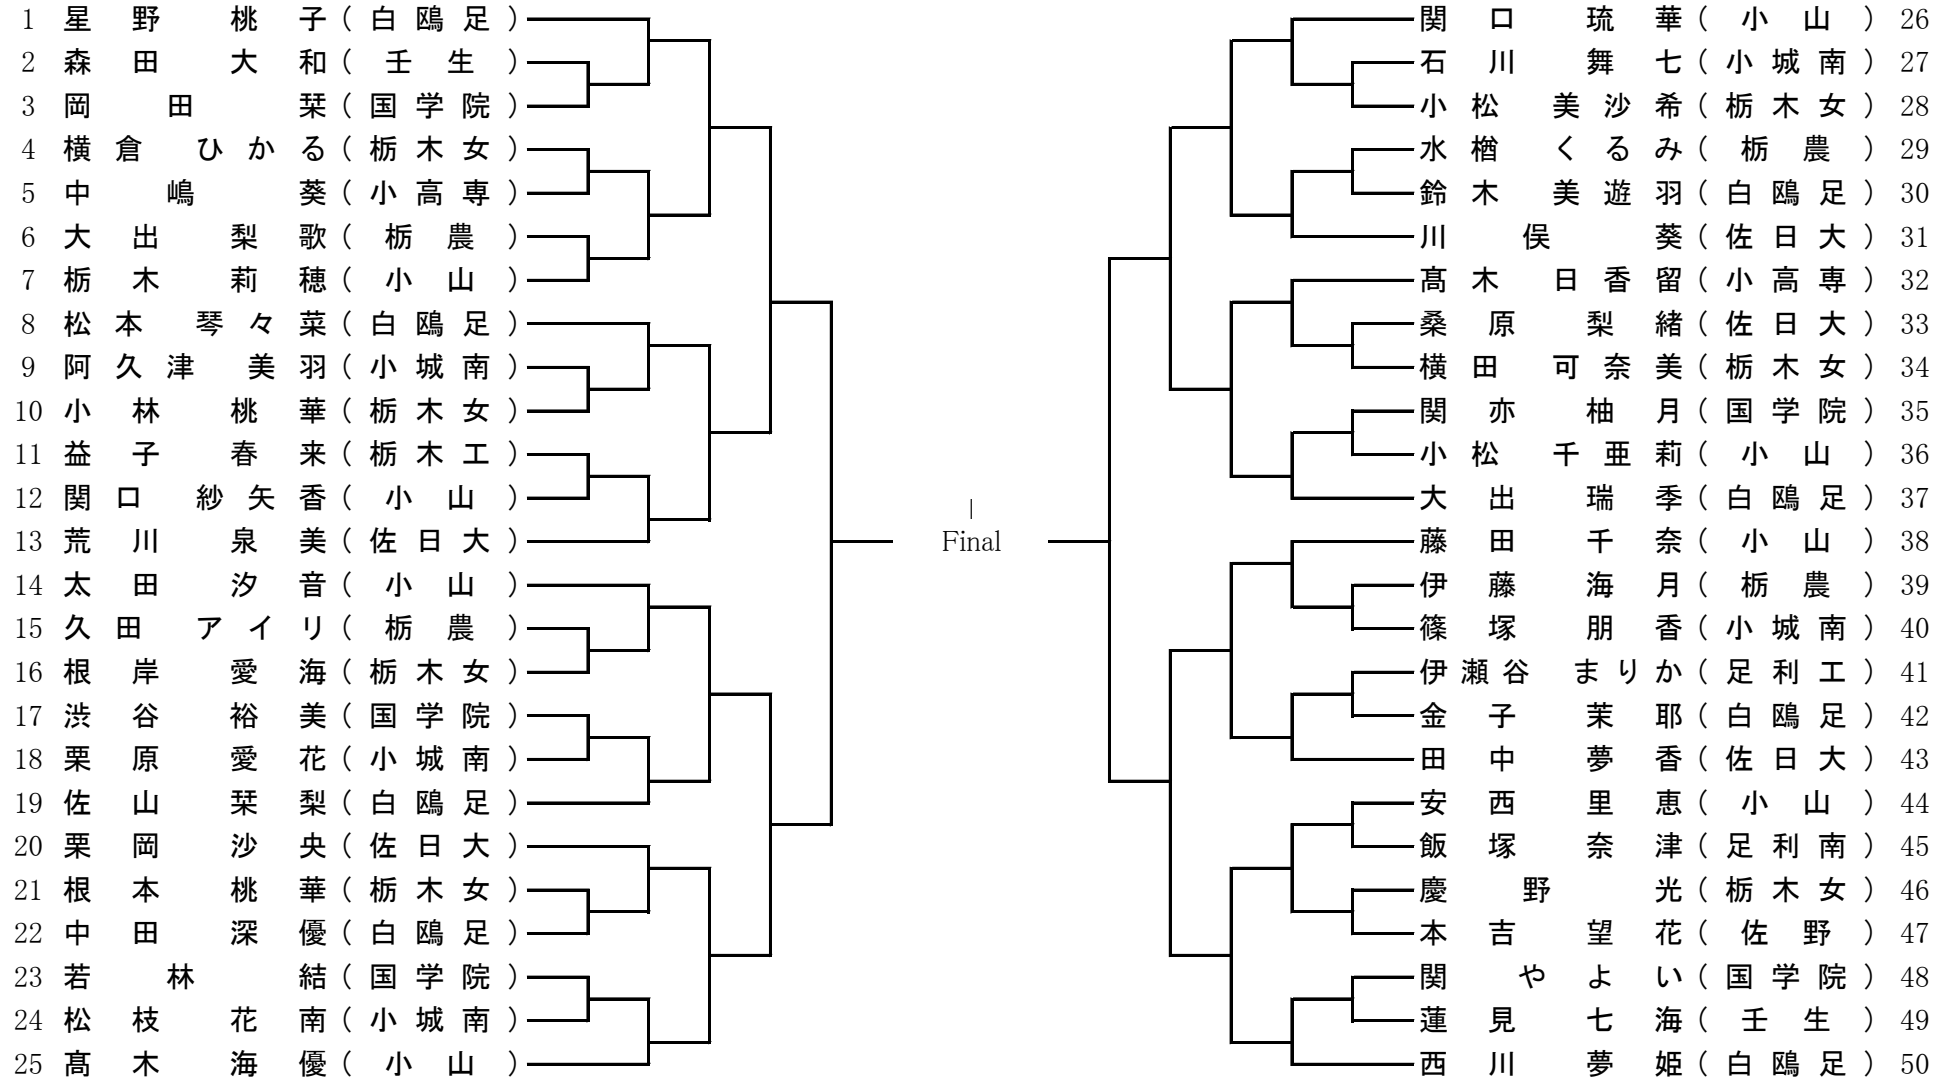 1 星野 桃子 ( 白鴎足 )
2 森田 大和 ( 壬生 )
3 岡田 栞 ( 国学院 )
4 横倉 ひかる ( 栃木女 )
5 中嶋 葵 ( 小高専 )
6 大出 梨歌 ( 栃農 )
7 栃木 莉穂 ( 小山 )
8 松本 琴々菜 ( 白鴎足 )
9 阿久津 美羽 ( 小城南 )
10 小林 桃華 ( 栃木女 )
11 益子 春来 ( 栃木工 )
12 関口 紗矢香 ( 小山 )
13 荒川 泉美 ( 佐日大 )
14 太田 汐音 ( 小山 )
15 久田 アイリ ( 栃農 )
16 根岸 愛海 ( 栃木女 )
17 渋谷 裕美 ( 国学院 )
18 栗原 愛花 ( 小城南 )
19 佐山 栞梨 ( 白鴎足 )
20 栗岡 沙央 ( 佐日大 )
21 根本 桃華 ( 栃木女 )
22 中田 深優 ( 白鴎足 )
23 若林 結 ( 国学院 )
24 松枝 花南 ( 小城南 )
25 髙木 海優 ( 小山 )
|
Final
関口 琉華 ( 小山 ) 26
石川 舞七 ( 小城南 ) 27
小松 美沙希 ( 栃木女 ) 28
水楢 くるみ ( 栃農 ) 29
鈴木 美遊羽 ( 白鴎足 ) 30
川俣 葵 ( 佐日大 ) 31
髙木 日香留 ( 小高専 ) 32
桑原 梨緒 ( 佐日大 ) 33
横田 可奈美 ( 栃木女 ) 34
関亦 柚月 ( 国学院 ) 35
小松 千亜莉 ( 小山 ) 36
大出 瑞季 ( 白鴎足 ) 37
藤田 千奈 ( 小山 ) 38
伊藤 海月 ( 栃農 ) 39
篠塚 朋香 ( 小城南 ) 40
伊瀬谷 まりか ( 足利工 ) 41
金子 茉耶 ( 白鴎足 ) 42
田中 夢香 ( 佐日大 ) 43
安西 里恵 ( 小山 ) 44
飯塚 奈津 ( 足利南 ) 45
慶野 光 ( 栃木女 ) 46
本吉 望花 ( 佐野 ) 47
関 やよい ( 国学院 ) 48
蓮見 七海 ( 壬生 ) 49
西川 夢姫 ( 白鴎足 ) 50